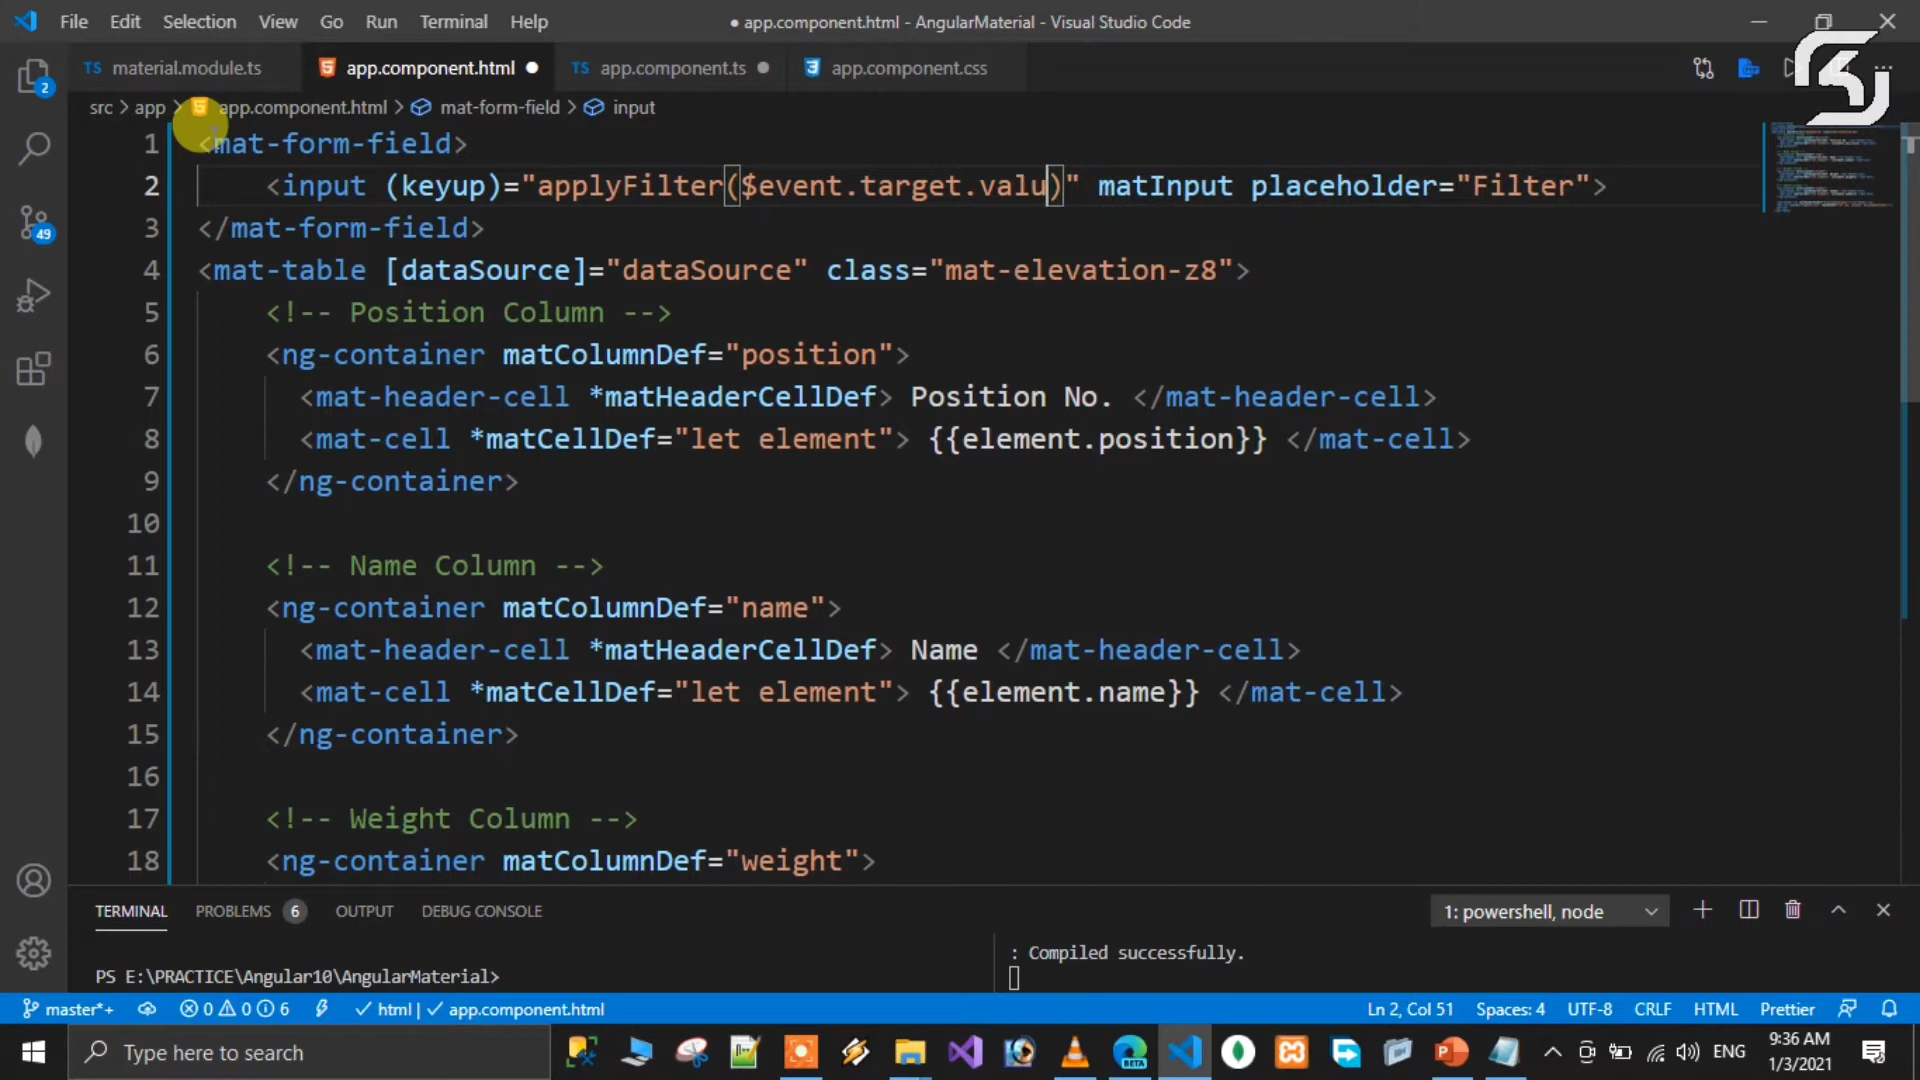 File Edit Selection View Go Run Terminal Help
● app.component.html - AngularMaterial - Visual Studio Code
TS material.module.ts
app.component.html ●
TS app.component.ts ●
app.component.css
src > app > app.component.html > mat-form-field > input
1 <mat-form-field>
2 <input (keyup)="applyFilter($event.target.valu)" matInput placeholder="Filter">
3 </mat-form-field>
4 <mat-table [dataSource]="dataSource" class="mat-elevation-z8">
5 <!-- Position Column -->
6 <ng-container matColumnDef="position">
7 <mat-header-cell *matHeaderCellDef> Position No. </mat-header-cell>
8 <mat-cell *matCellDef="let element"> {{element.position}} </mat-cell>
9 </ng-container>
10
11 <!-- Name Column -->
12 <ng-container matColumnDef="name">
13 <mat-header-cell *matHeaderCellDef> Name </mat-header-cell>
14 <mat-cell *matCellDef="let element"> {{element.name}} </mat-cell>
15 </ng-container>
16
17 <!-- Weight Column -->
18 <ng-container matColumnDef="weight">
2
49
TERMINAL PROBLEMS 6 OUTPUT DEBUG CONSOLE
1: powershell, node
PS E:\PRACTICE\Angular10\AngularMaterial>
: Compiled successfully.
master*+ 0 0 6 html | app.component.html
Ln 2, Col 51 Spaces: 4 UTF-8 CRLF HTML Prettier
Type here to search
BETA
ENG
9:36 AM
1/3/2021